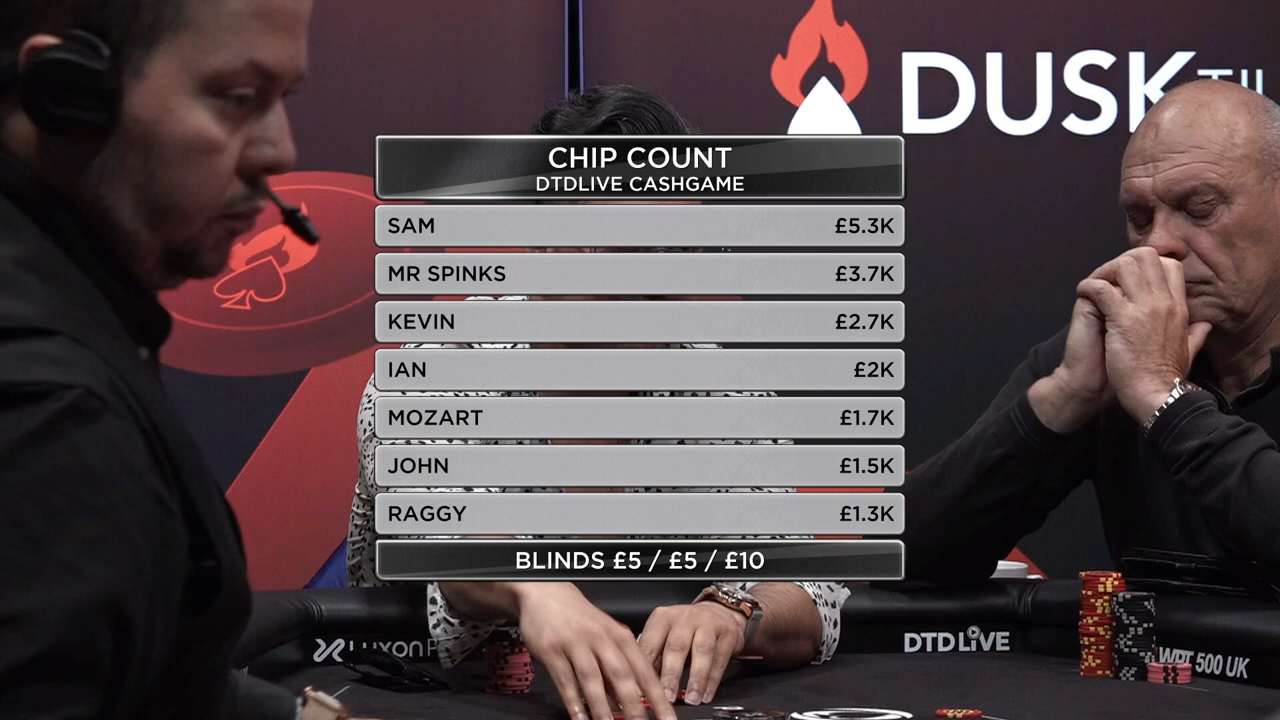 DUSK
CHIP COUNT
DTDLIVE CASHGAME
SAM £5.3K
MR SPINKS £3.7K
KEVIN £2.7K
IAN £2K
MOZART £1.7K
JOHN £1.5K
RAGGY £1.3K
BLINDS £5 / £5 / £10
LUXON P
DTD LIVE
WPT 500 UK